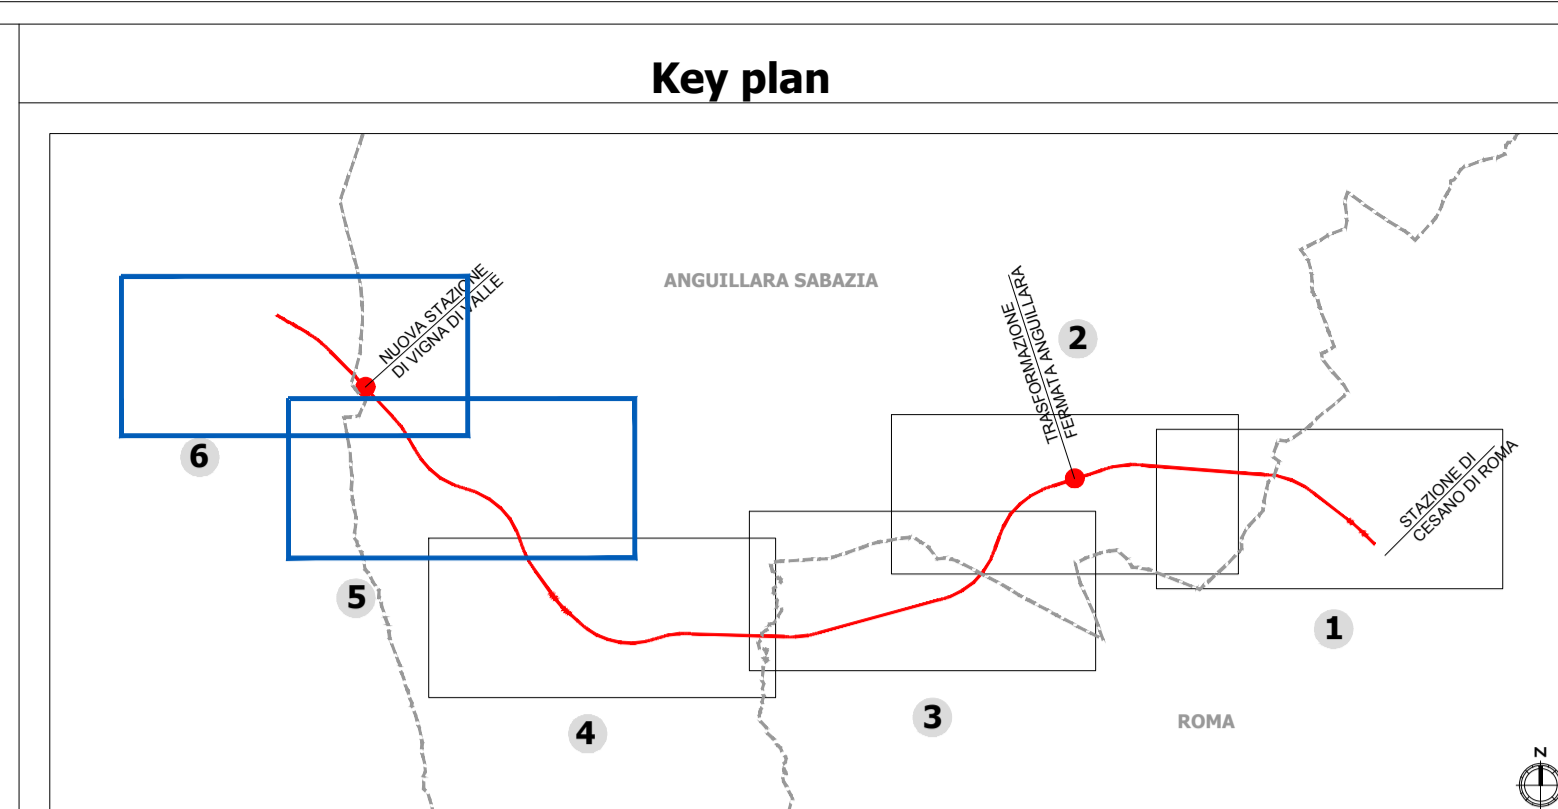 Key plan
ANGUILLARA SABAZIA
NUOVA STAZIONE
DI VIGNA DI VALLE
TRASFORMAZIONE
FERMATA ANGUILLARA
2
6
STAZIONE DI
CESANO DI ROMA
5
1
4
3
ROMA
N